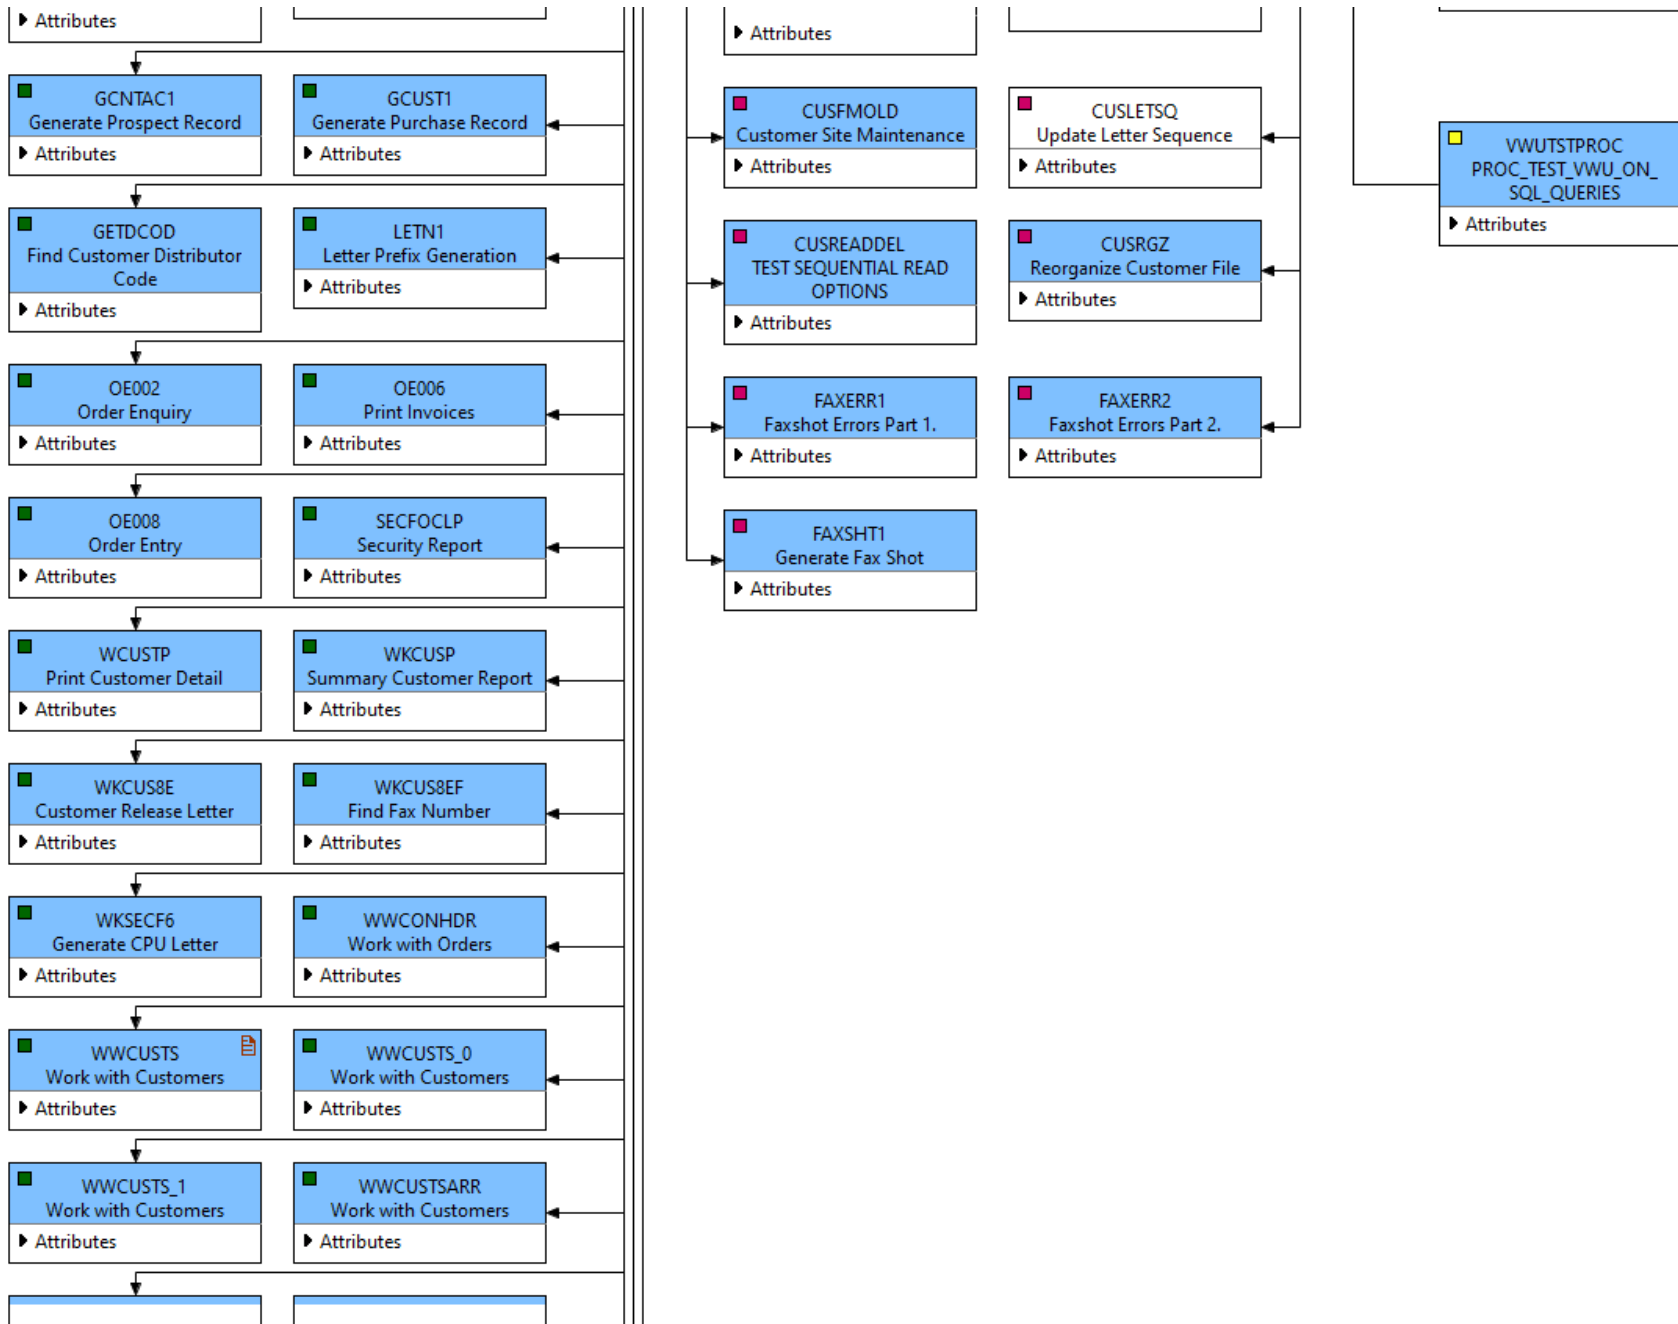 Attributes
GCNTAC1
Generate Prospect Record
Attributes
GCUST1
Generate Purchase Record
Attributes
GETDCOD
Find Customer Distributor
Code
Attributes
LETN1
Letter Prefix Generation
Attributes
OE002
Order Enquiry
Attributes
OE006
Print Invoices
Attributes
OE008
Order Entry
Attributes
SECFOCLP
Security Report
Attributes
WCUSTP
Print Customer Detail
Attributes
WKCUSP
Summary Customer Report
Attributes
WKCUS8E
Customer Release Letter
Attributes
WKCUS8EF
Find Fax Number
Attributes
WKSECF6
Generate CPU Letter
Attributes
WWCONHDR
Work with Orders
Attributes
WWCUSTS
Work with Customers
Attributes
WWCUSTS_0
Work with Customers
Attributes
WWCUSTS_1
Work with Customers
Attributes
WWCUSTSARR
Work with Customers
Attributes
Attributes
CUSFMOLD
Customer Site Maintenance
Attributes
CUSLETSQ
Update Letter Sequence
Attributes
CUSREADDEL
TEST SEQUENTIAL READ
OPTIONS
Attributes
CUSRGZ
Reorganize Customer File
Attributes
FAXERR1
Faxshot Errors Part 1.
Attributes
FAXERR2
Faxshot Errors Part 2.
Attributes
FAXSHT1
Generate Fax Shot
Attributes
VWUTSTPROC
PROC_TEST_VWU_ON_
SQL_QUERIES
Attributes